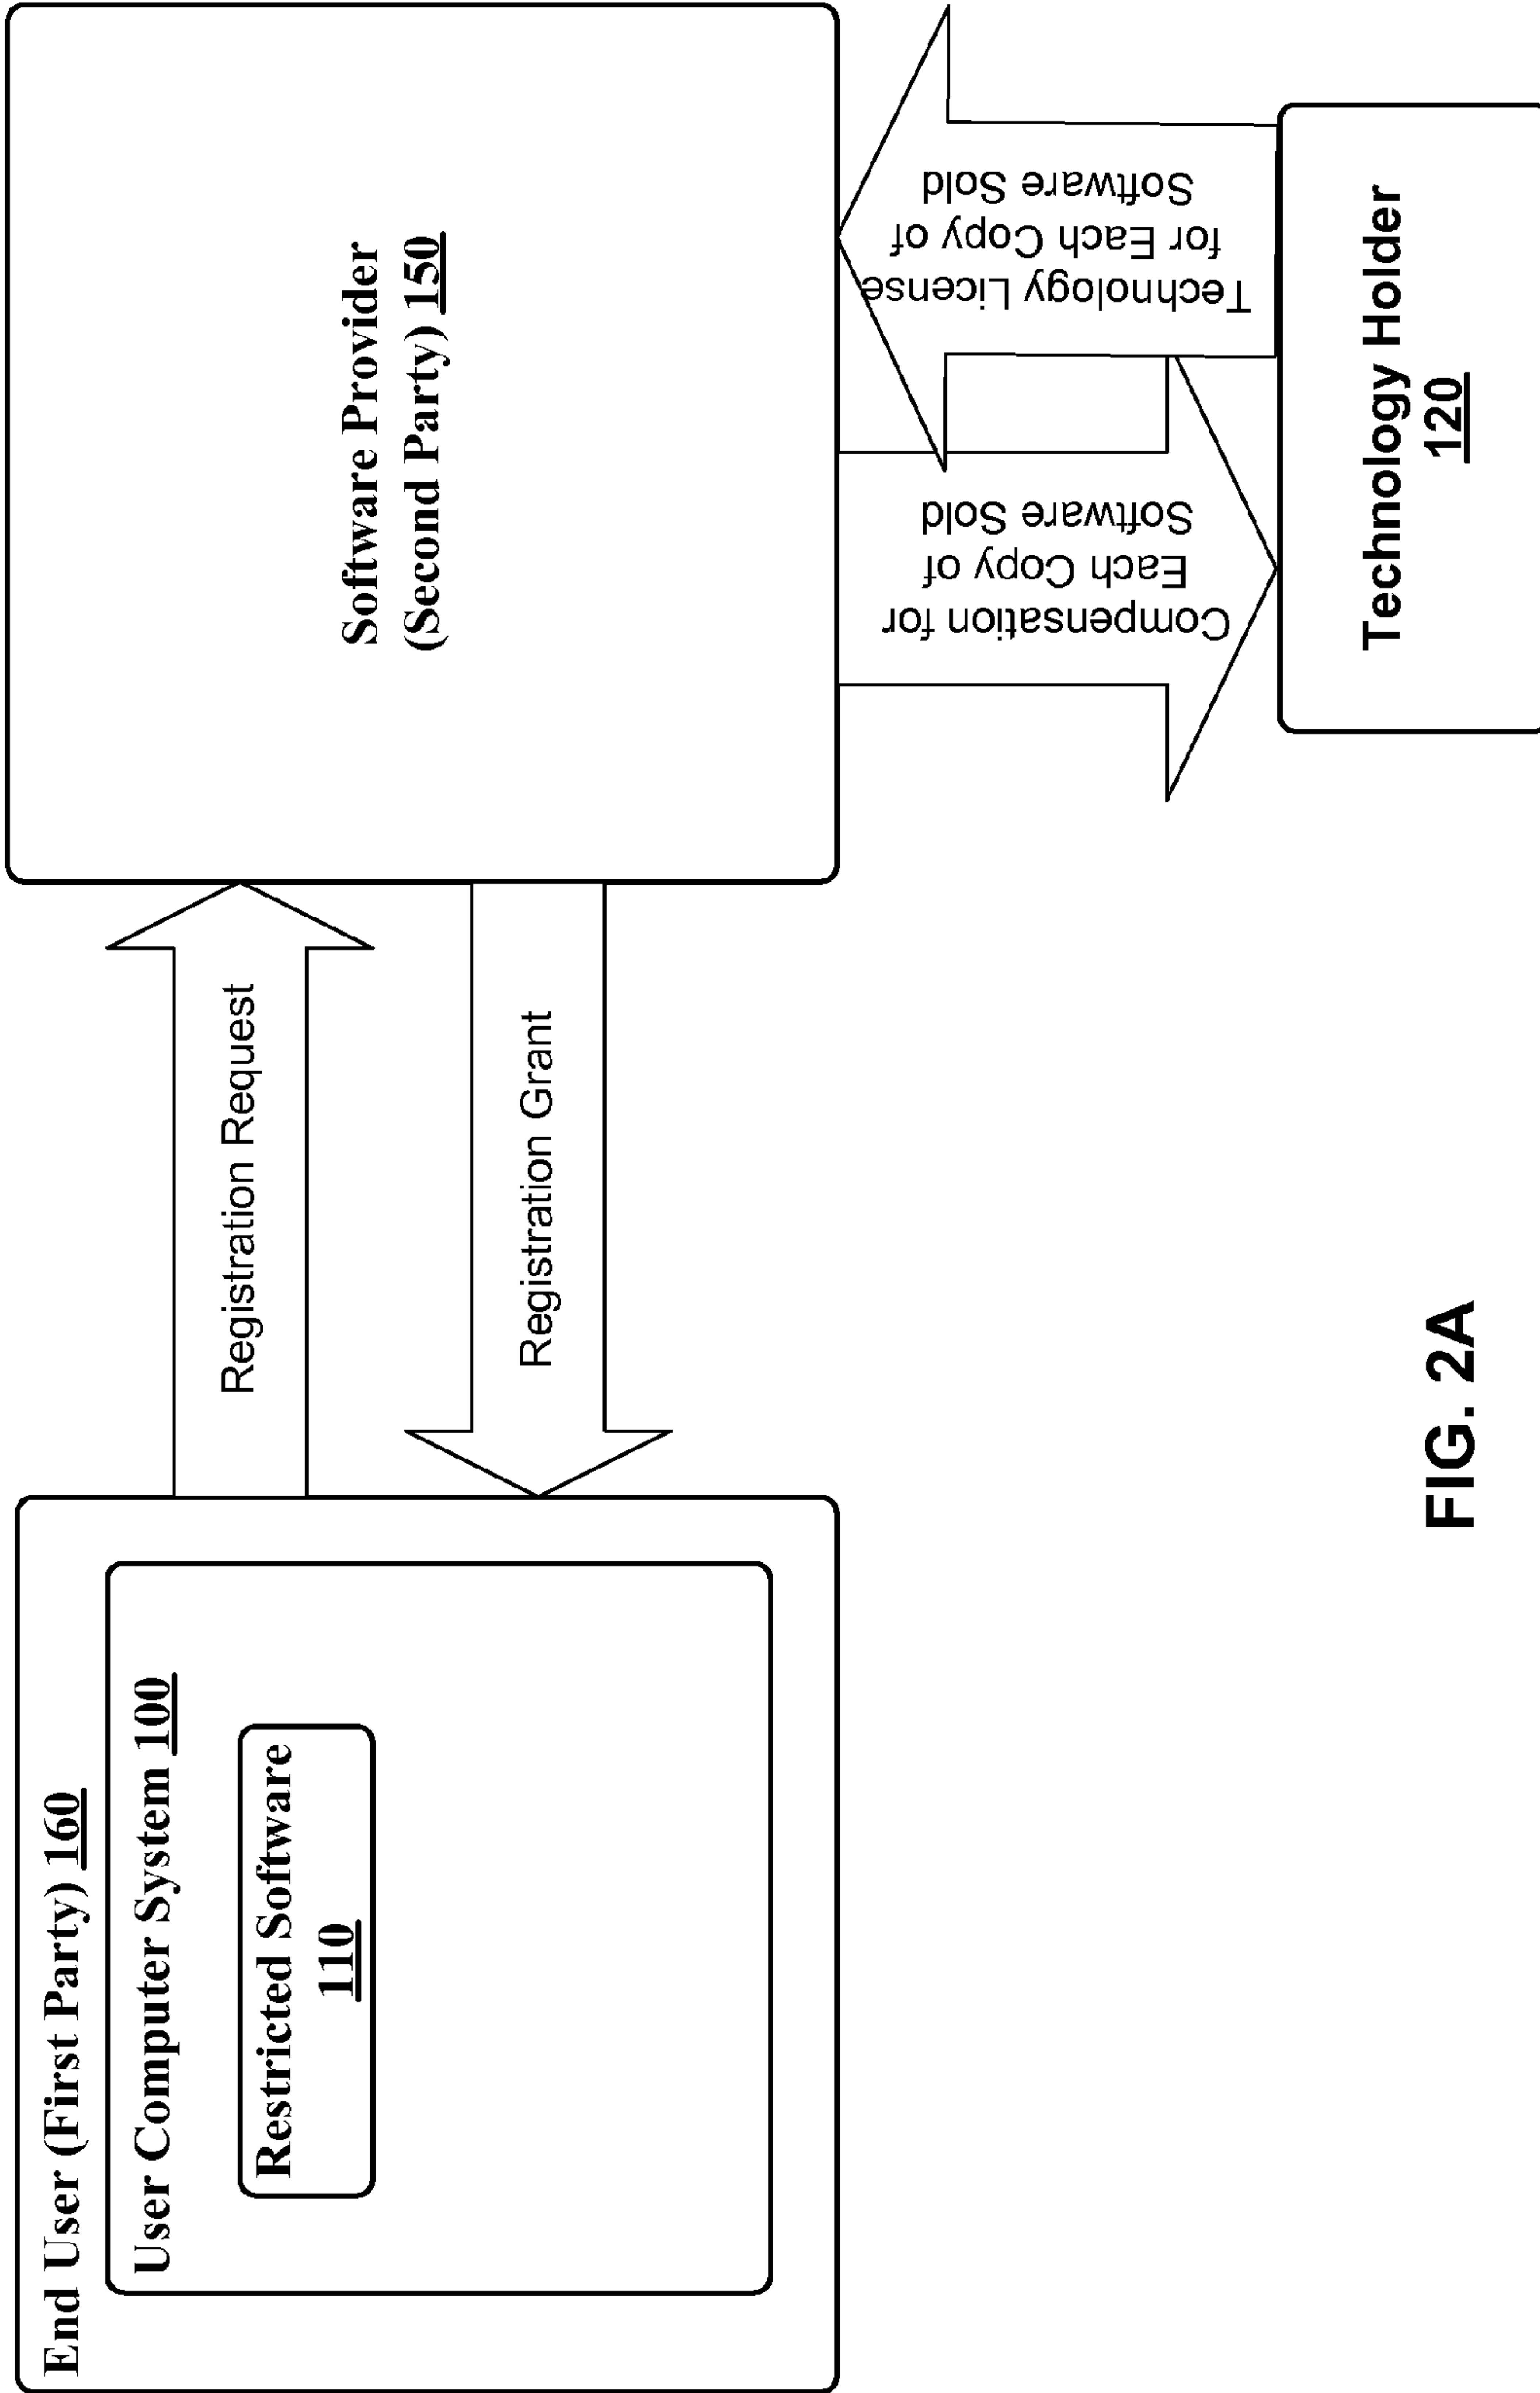 End User (First Party) 160
User Computer System 100
Restricted Software
110
Registration Request
Registration Grant
Software Provider
(Second Party) 150
Compensation for
Each Copy of
Software Sold
Technology License
for Each Copy of
Software Sold
Technology Holder
120
FIG. 2A